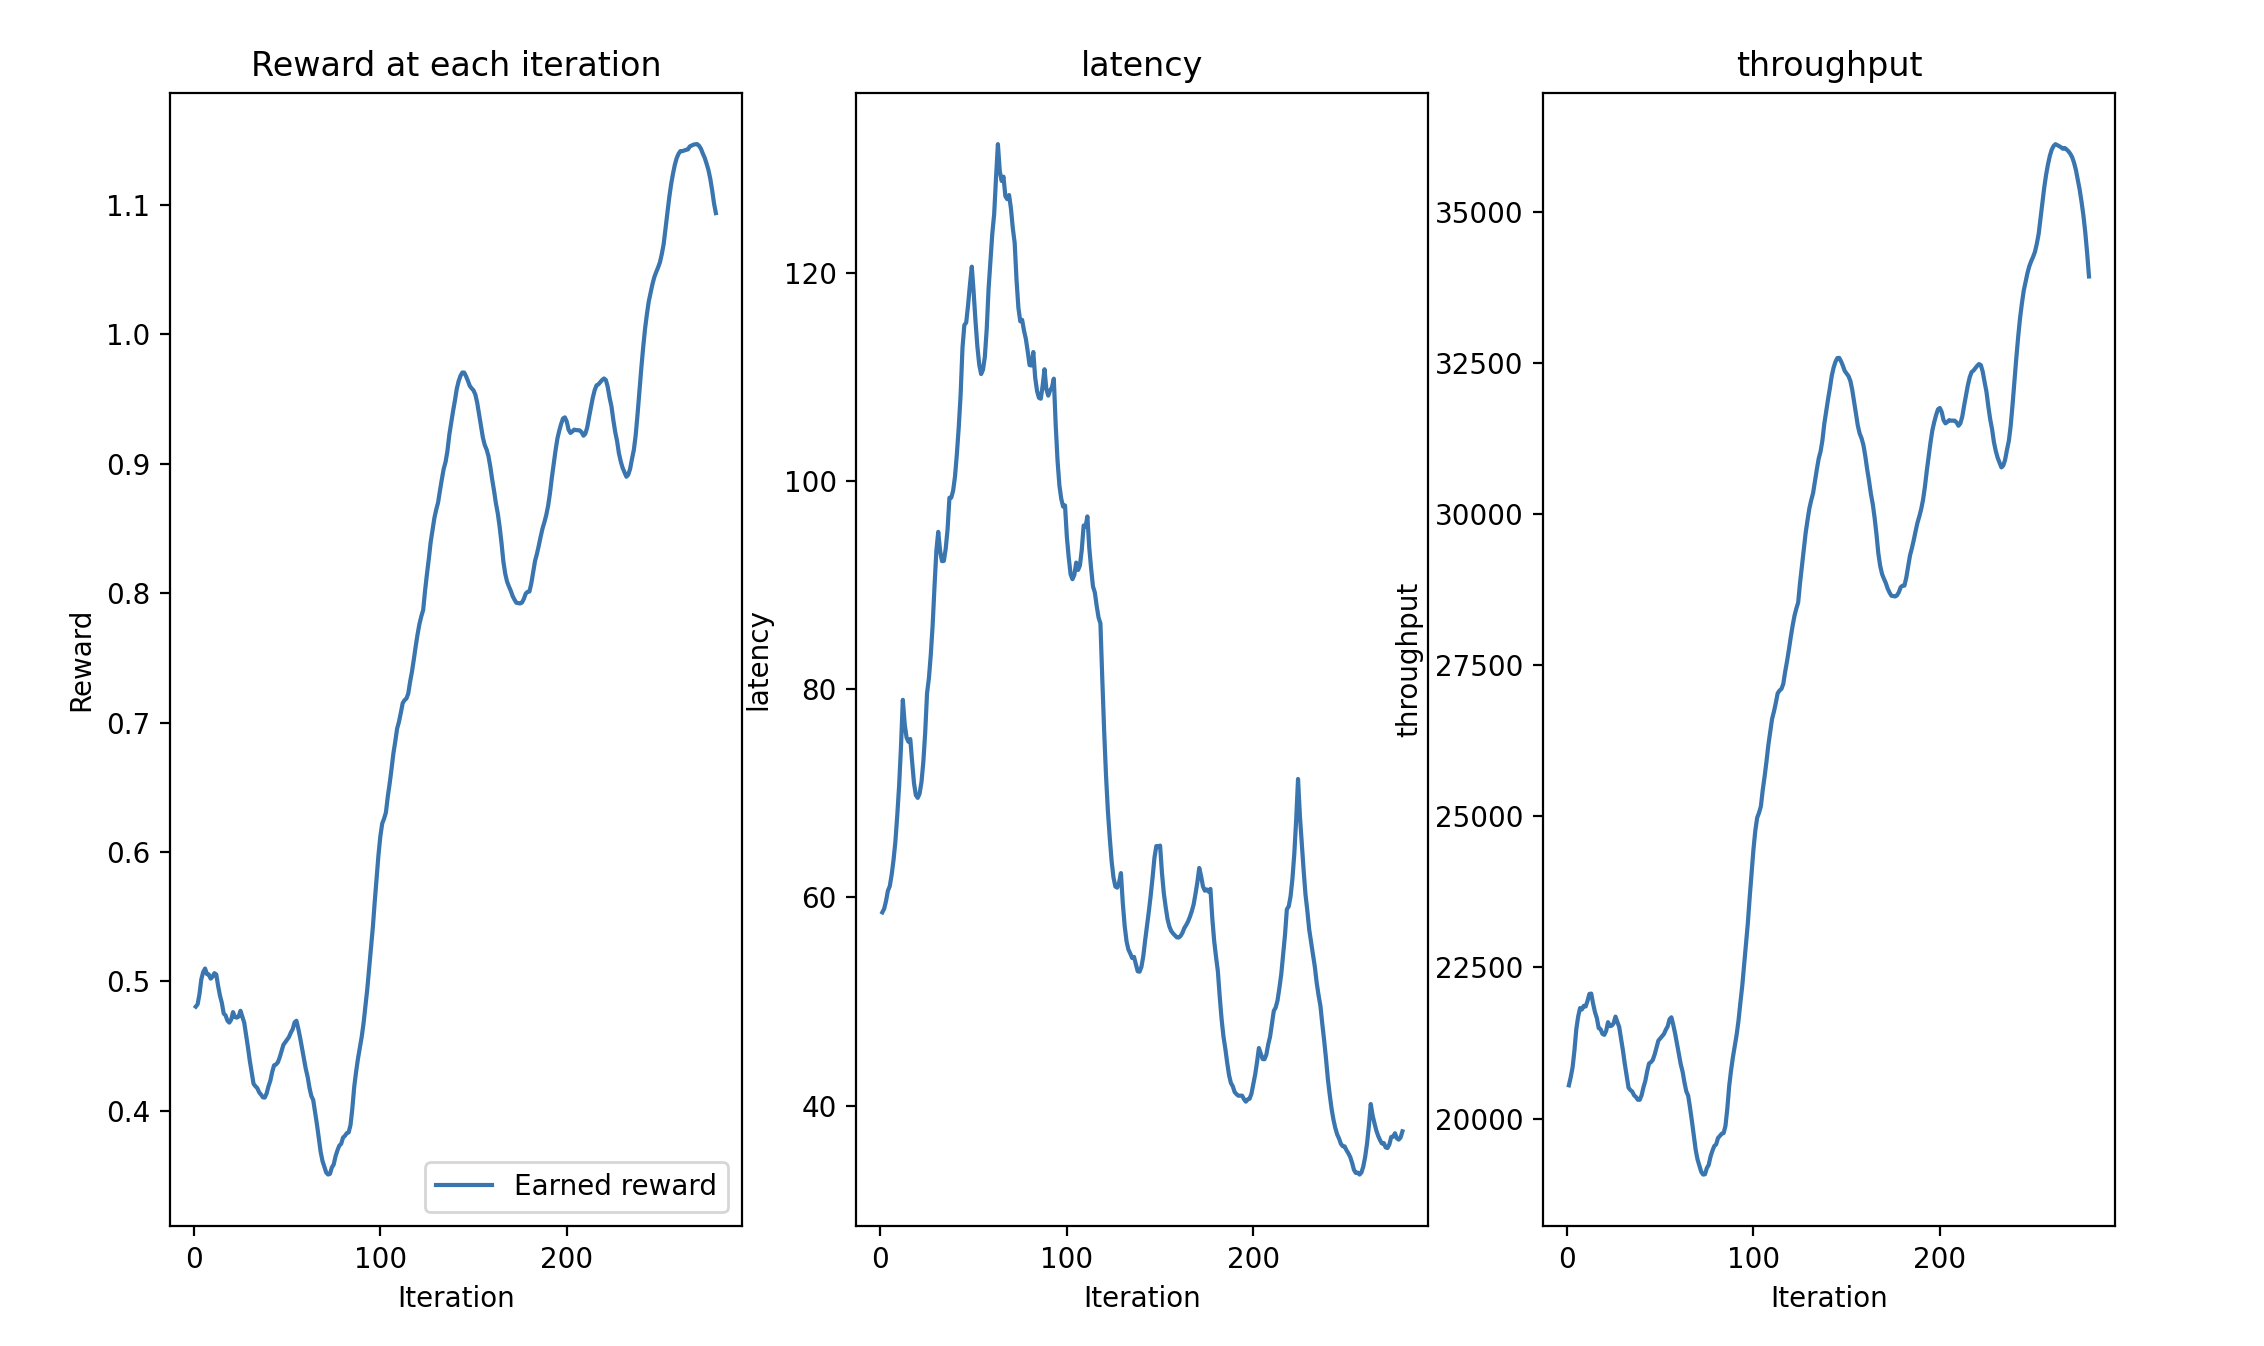 Reward at each iteration
Reward
1.1
1.0
0.9
0.8
0.7
0.6
0.5
0.4
0 100 200
Iteration
Earned reward
latency
latency
120
100
80
60
40
0 100 200
Iteration
throughput
throughput
35000
32500
30000
27500
25000
22500
20000
0 100 200
Iteration